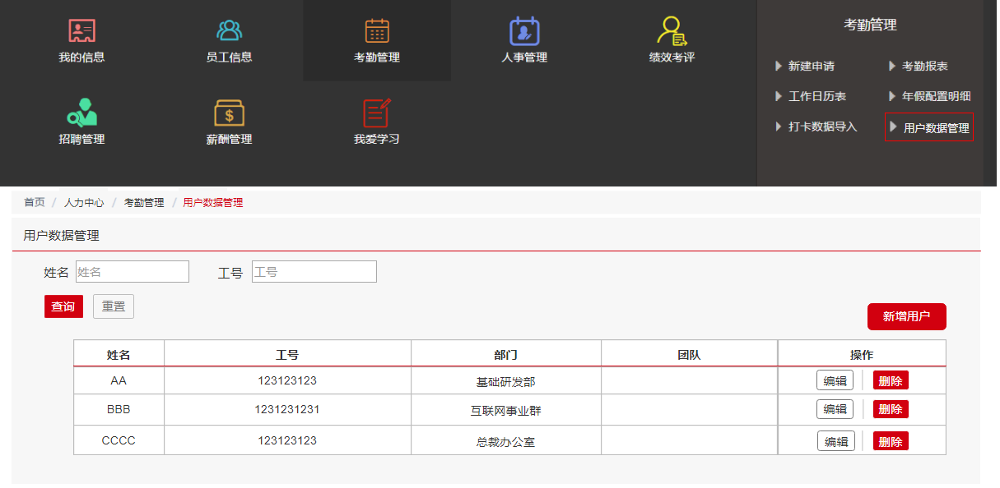 考勤管理
我的信息 员工信息 考勤管理 人事管理 绩效考评
新建申请 考勤报表
工作日历表 年假配置明细
打卡数据导入 用户数据管理
招聘管理 薪酬管理 我爱学习
首页 / 人力中心 / 考勤管理 / 用户数据管理
用户数据管理
姓名 姓名 工号 工号
查询 重置
新增用户
姓名 工号 部门 团队 操作
AA 123123123 基础研发部 编辑 删除
BBB 1231231231 互联网事业群 编辑 删除
CCCC 123123123 总裁办公室 编辑 删除